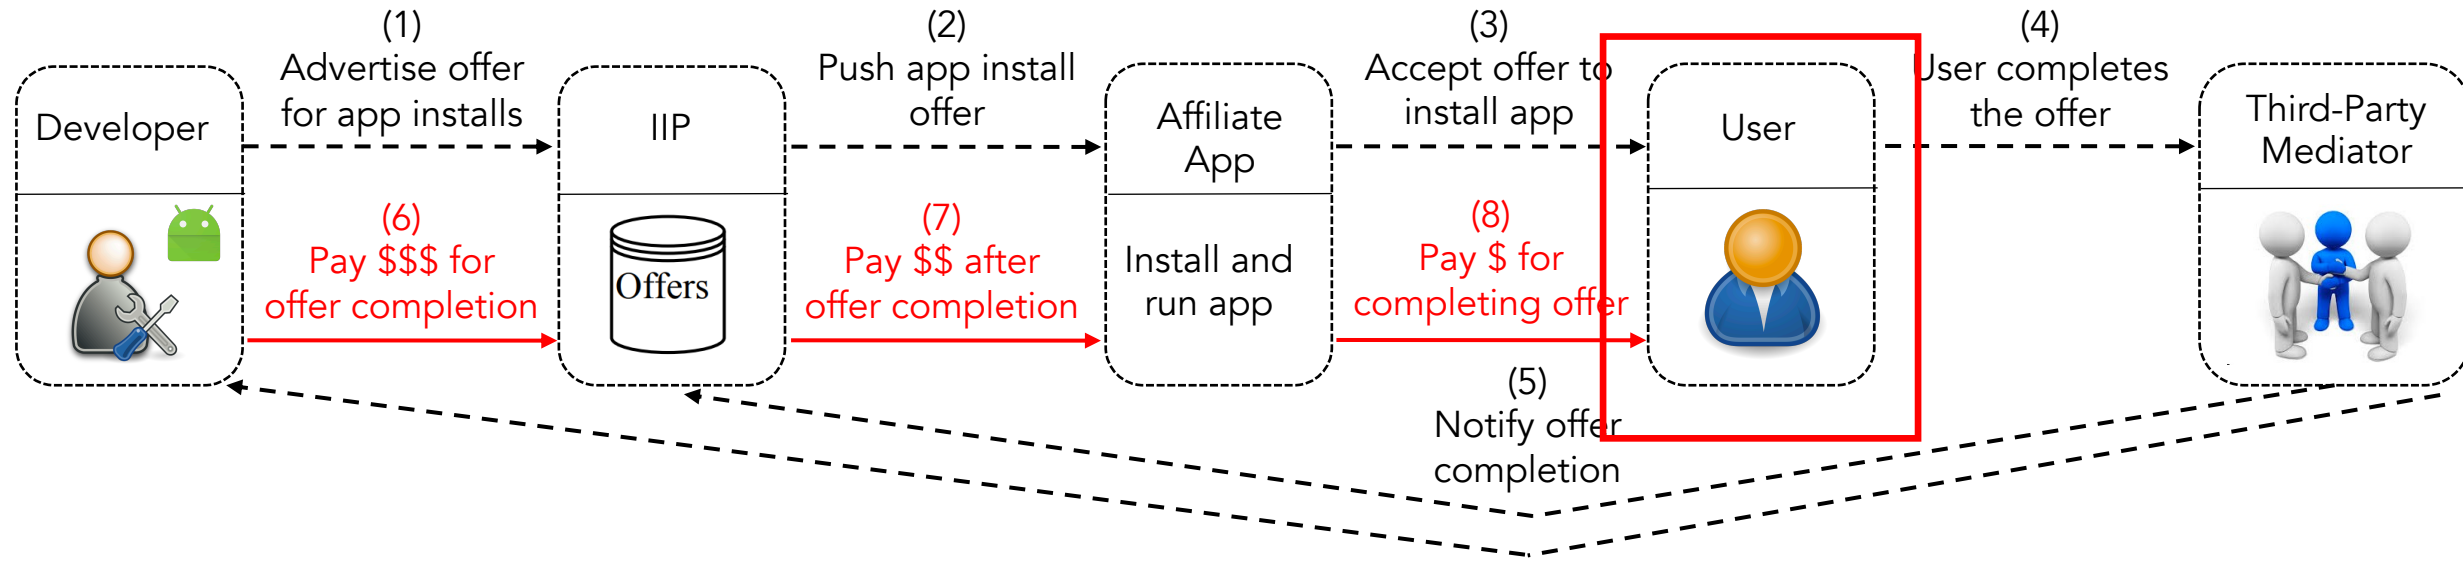 (1)
Advertise offer
for app installs
(2)
Push app install
offer
(3)
Accept offer to
install app
(4)
User completes
the offer
Developer
IIP
Affiliate
App
User
Third-Party
Mediator
(6)
Pay $$$ for
offer completion
Offers
(7)
Pay $$ after
offer completion
Install and
run app
(8)
Pay $ for
completing offer
(5)
Notify offer
completion